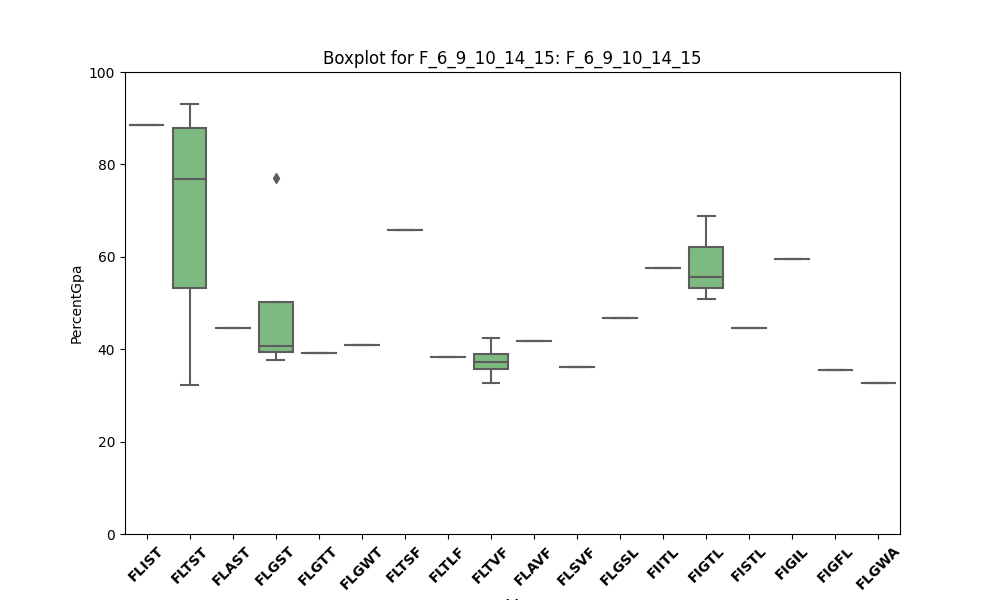 Boxplot for F_6_9_10_14_15: F_6_9_10_14_15
100
80
60
40
20
0
PercentGpa
FLIST
FLTST
FLAST
FLGST
FLGTT
FLGWT
FLTSF
FLTLF
FLTVF
FLAVF
FLSVF
FLGSL
FIITL
FIGTL
FISTL
FIGIL
FIGFL
FLGWA